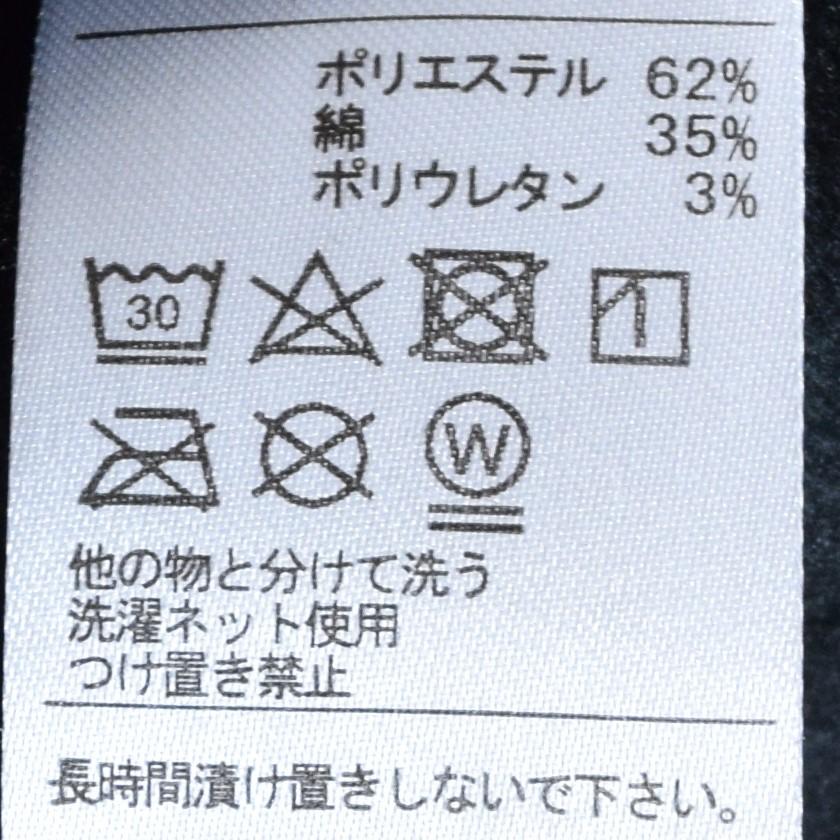 ポリエステル 62%
綿 35%
ポリウレタン 3%
30
W
他の物と分けて洗う
洗濯ネット使用
つけ置き禁止
長時間漬け置きしないで下さい。